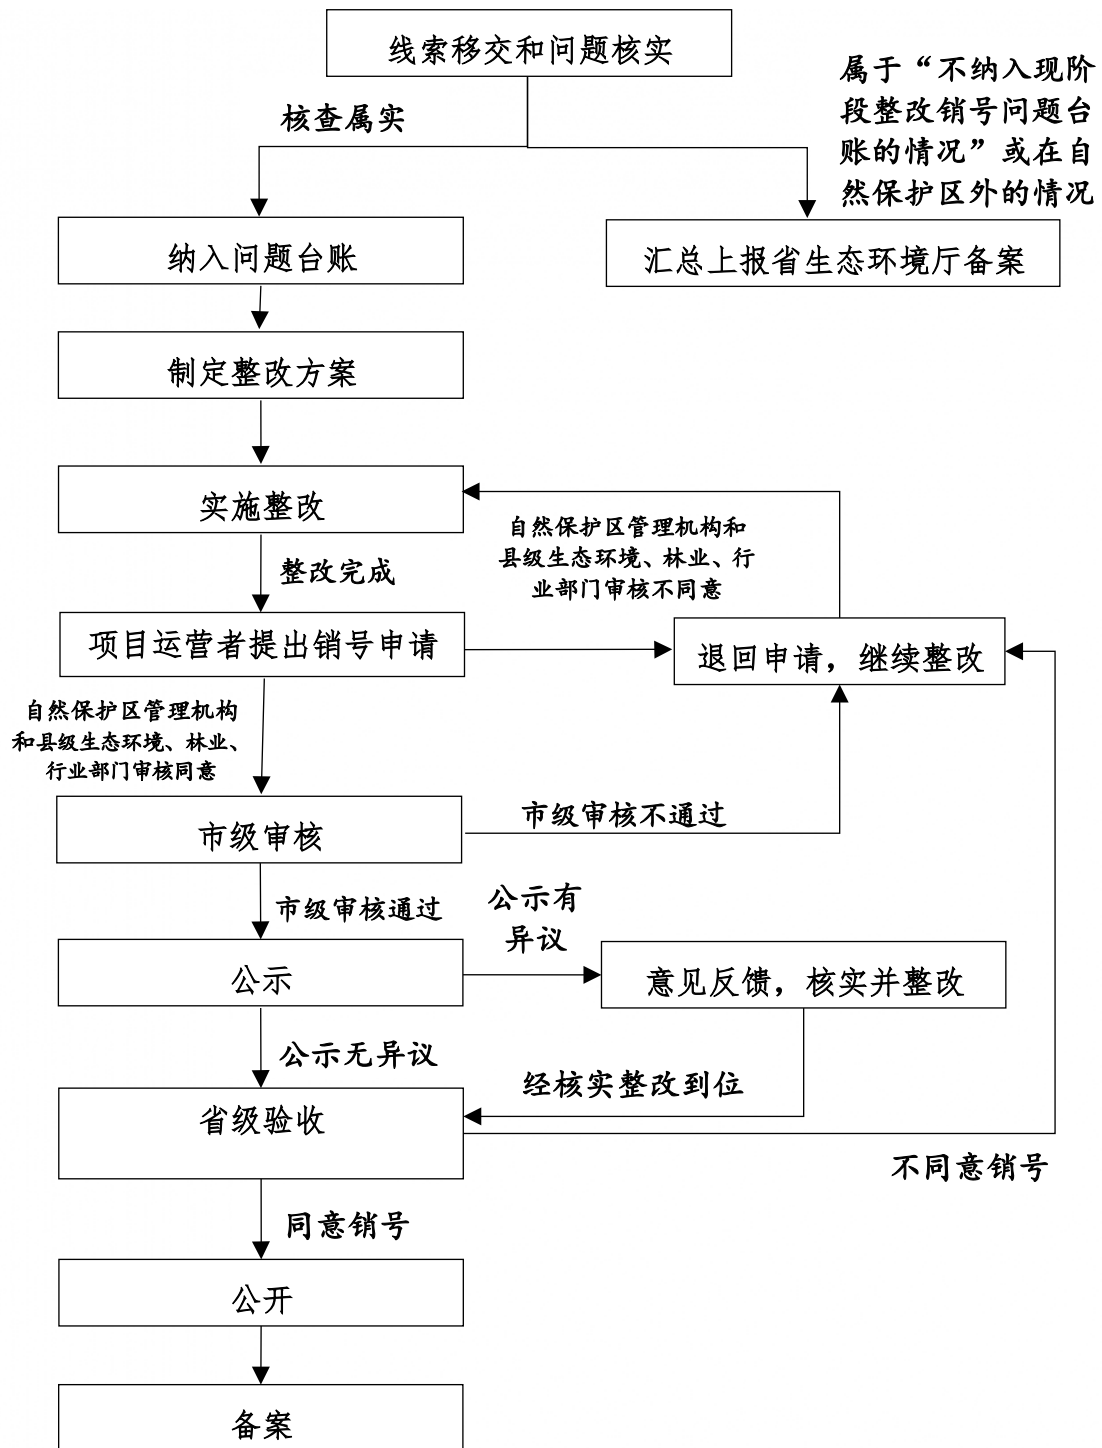 线索移交和问题核实
属于“不纳入现阶
段整改销号问题台
账的情况”或在自
然保护区外的情况
核查属实
纳入问题台账
汇总上报省生态环境厅备案
制定整改方案
实施整改
自然保护区管理机构和
县级生态环境、林业、行
业部门审核不同意
整改完成
项目运营者提出销号申请
退回申请，继续整改
自然保护区管理机构
和县级生态环境、林业、
行业部门审核同意
市级审核
市级审核不通过
市级审核通过
公示有
异议
公示
意见反馈，核实并整改
公示无异议
经核实整改到位
省级验收
不同意销号
同意销号
公开
备案